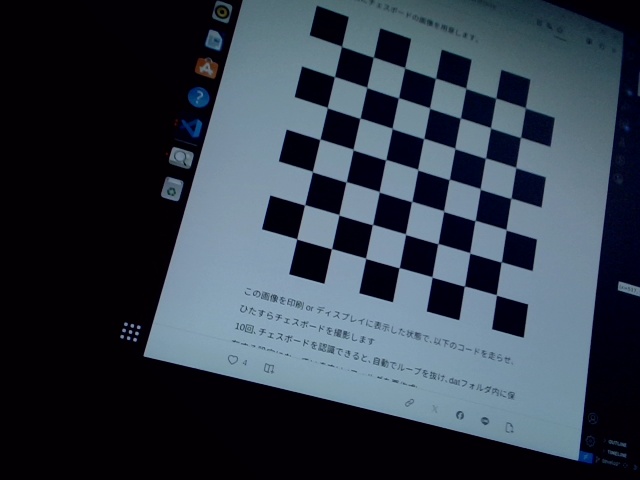 にチェスボードの画像を用意します。
この画像を印刷 or ディスプレイに表示した状態で、以下のコードを走らせ、
ひたすらチェスボードを撮影します
10回、チェスボードを認識できると、自動でループを抜け、datフォルダ内に保
4
OUTLINE
TIMELINE